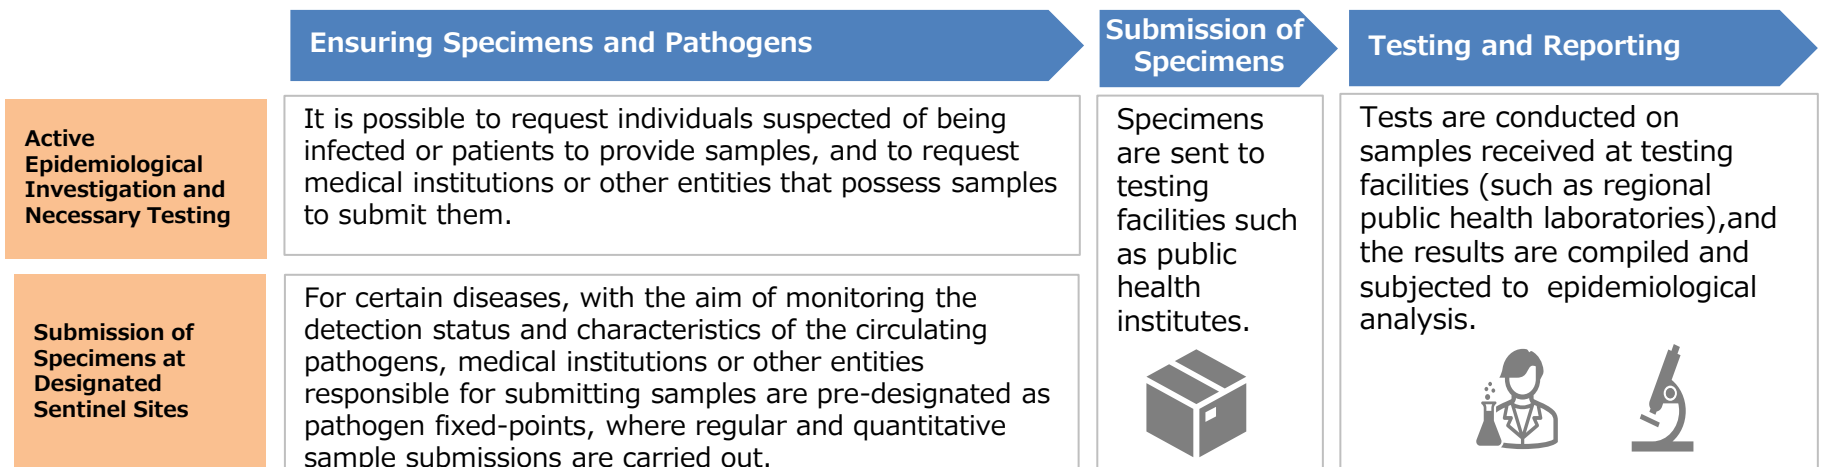 Ensuring Specimens and Pathogens
Submission of
Specimens
Testing and Reporting
Active
Epidemiological
Investigation and
Necessary Testing
It is possible to request individuals suspected of being
infected or patients to provide samples, and to request
medical institutions or other entities that possess samples
to submit them.
Submission of
Specimens at
Designated
Sentinel Sites
For certain diseases, with the aim of monitoring the
detection status and characteristics of the circulating
pathogens, medical institutions or other entities
responsible for submitting samples are pre-designated as
pathogen fixed-points, where regular and quantitative
sample submissions are carried out.
Specimens
are sent to
testing
facilities such
as public
health
institutes.
Tests are conducted on
samples received at testing
facilities (such as regional
public health laboratories),and
the results are compiled and
subjected to  epidemiological
analysis.